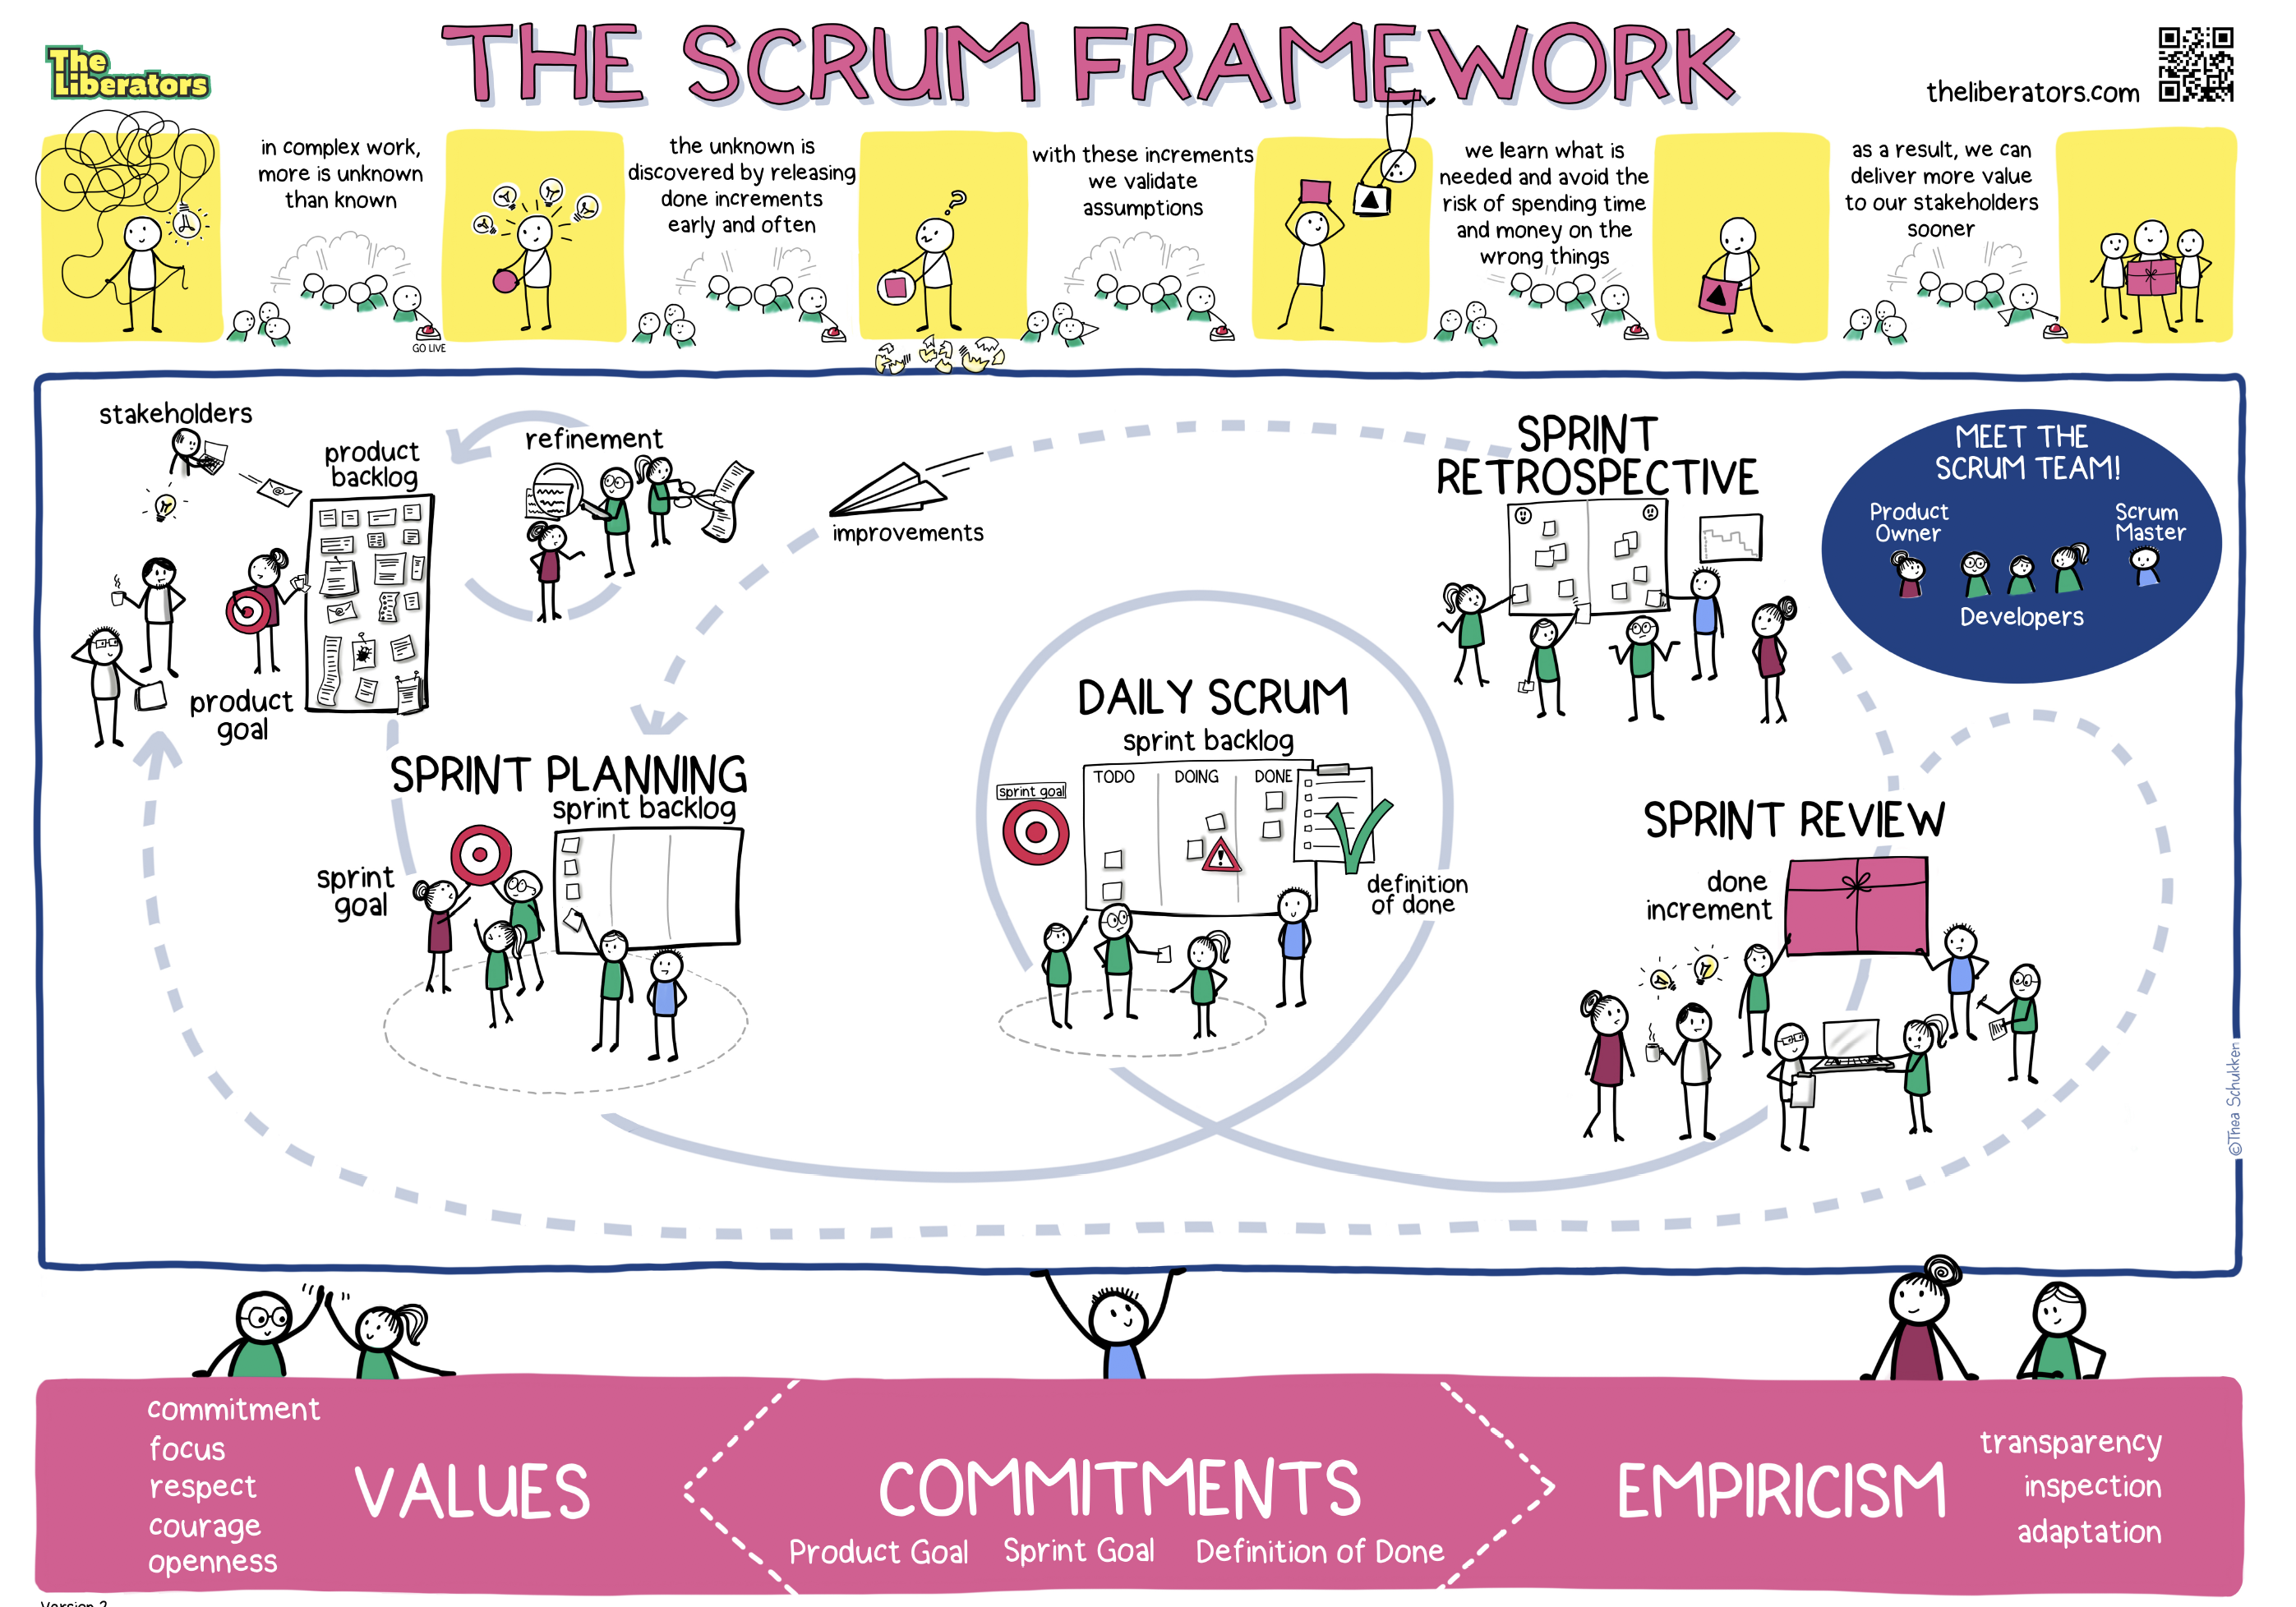 The
Liberators
THE SCRUM FRAMEWORK
theliberators.com
in complex work,
more is unknown
than known
GO LIVE
the unknown is
discovered by releasing
done increments
early and often
?
with these increments
we validate
assumptions
we learn what is
needed and avoid the
risk of spending time
and money on the
wrong things
as a result, we can
deliver more value
to our stakeholders
sooner
stakeholders
product
backlog
product
goal
refinement
improvements
SPRINT
RETROSPECTIVE
MEET THE
SCRUM TEAM!
Product
Owner
Scrum
Master
Developers
SPRINT PLANNING
sprint backlog
sprint
goal
DAILY SCRUM
sprint backlog
sprint goal
TODO
DOING
DONE
!
definition
of done
SPRINT REVIEW
done
increment
©Thea Schukken
commitment
focus
respect
courage
openness
VALUES
COMMITMENTS
Product Goal
Sprint Goal
Definition of Done
EMPIRICISM
transparency
inspection
adaptation
Version 2